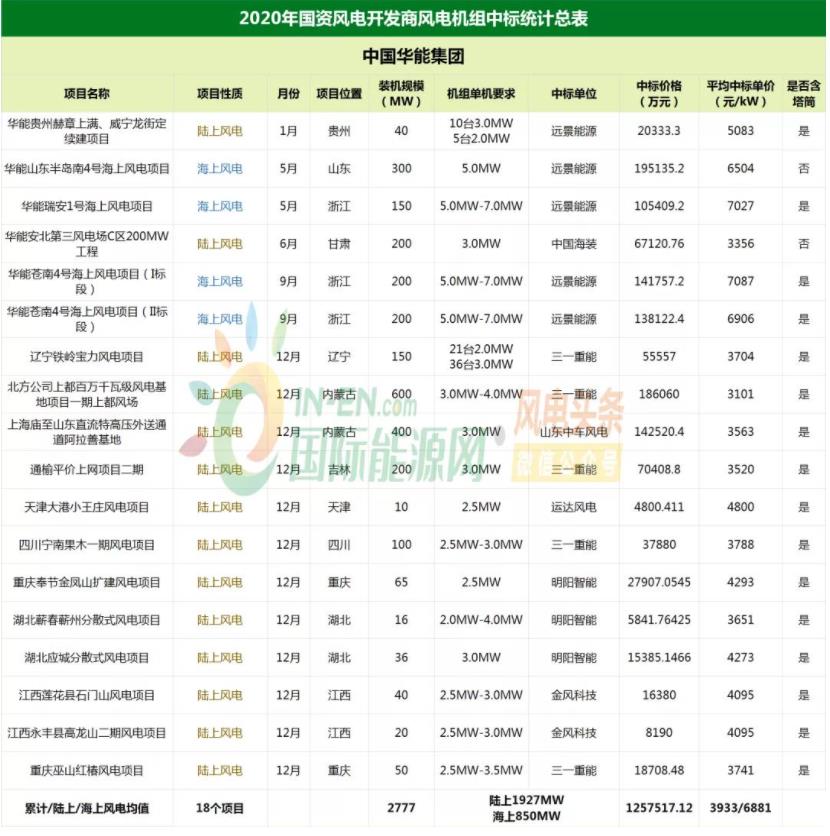 2020年国资风电开发商风电机组中标统计总表
中国华能集团
项目名称 项目性质 月份 项目位置 装机规模（MW） 机组单机要求 中标单位 中标价格（万元） 平均中标单价（元/kW） 是否含塔筒
华能贵州赫章上满、威宁龙街定续建项目 陆上风电 1月 贵州 40 10台3.0MW 5台2.0MW 远景能源 20333.3 5083 是
华能山东半岛南4号海上风电项目 海上风电 5月 山东 300 5.0MW 远景能源 195135.2 6504 否
华能瑞安1号海上风电项目 海上风电 5月 浙江 150 5.0MW-7.0MW 远景能源 105409.2 7027 是
华能安北第三风电场C区200MW工程 陆上风电 6月 甘肃 200 3.0MW 中国海装 67120.76 3356 否
华能苍南4号海上风电项目（I标段） 海上风电 9月 浙江 200 5.0MW-7.0MW 远景能源 141757.2 7087 是
华能苍南4号海上风电项目（II标段） 海上风电 9月 浙江 200 5.0MW-7.0MW 远景能源 138122.4 6906 是
辽宁铁岭宝力风电项目 陆上风电 12月 辽宁 150 21台2.0MW 36台3.0MW 三一重能 55557 3704 是
北方公司上都百万千瓦级风电基地项目一期上都风场 陆上风电 12月 内蒙古 600 3.0MW-4.0MW 三一重能 186060 3101 是
上海庙至山东直流特高压外送通道阿拉善基地 陆上风电 12月 内蒙古 400 3.0MW 山东中车风电 142520.4 3563 是
通榆平价上网项目二期 陆上风电 12月 吉林 200 3.0MW 三一重能 70408.8 3520 是
天津大港小王庄风电项目 陆上风电 12月 天津 10 2.5MW 运达风电 4800.411 4800 是
四川宁南果木一期风电项目 陆上风电 12月 四川 100 2.5MW-3.0MW 三一重能 37880 3788 是
重庆奉节金凤山扩建风电项目 陆上风电 12月 重庆 65 2.5MW 明阳智能 27907.0545 4293 是
湖北蕲春蕲州分散式风电项目 陆上风电 12月 湖北 16 2.0MW-4.0MW 明阳智能 5841.76425 3651 是
湖北应城分散式风电项目 陆上风电 12月 湖北 36 3.0MW 明阳智能 15385.1466 4273 是
江西莲花县石门山风电项目 陆上风电 12月 江西 40 2.5MW-3.0MW 金风科技 16380 4095 是
江西永丰县高龙山二期风电项目 陆上风电 12月 江西 20 2.5MW-3.0MW 金风科技 8190 4095 是
重庆巫山红椿风电项目 陆上风电 12月 重庆 50 2.5MW-3.5MW 三一重能 18708.48 3741 是
累计/陆上/海上风电均值 18个项目 2777 陆上1927MW 海上850MW 1257517.12 3933/6881
IN-EN.com
国际能源网
风电头条
微信公众号